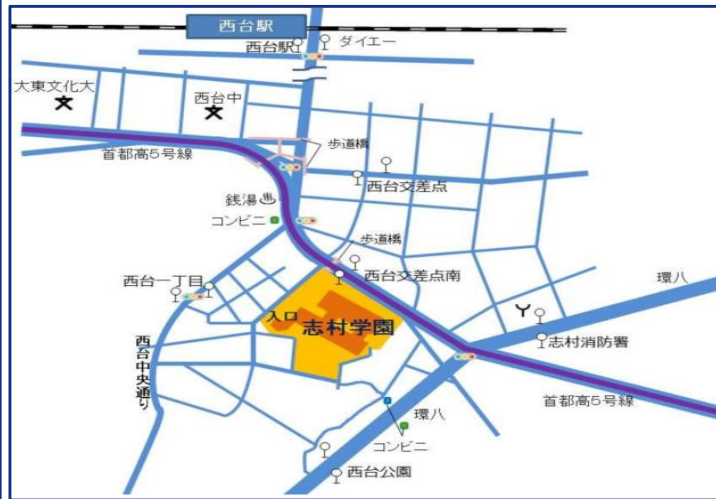 西台駅
西台駅
ダイエー
大東文化大
西台中
歩道橋
首都高5号線
西台交差点
銭湯
コンビニ
歩道橋
西台一丁目
西台交差点南
環八
入口
志村学園
志村消防署
西台中央通り
首都高5号線
環八
コンビニ
西台公園